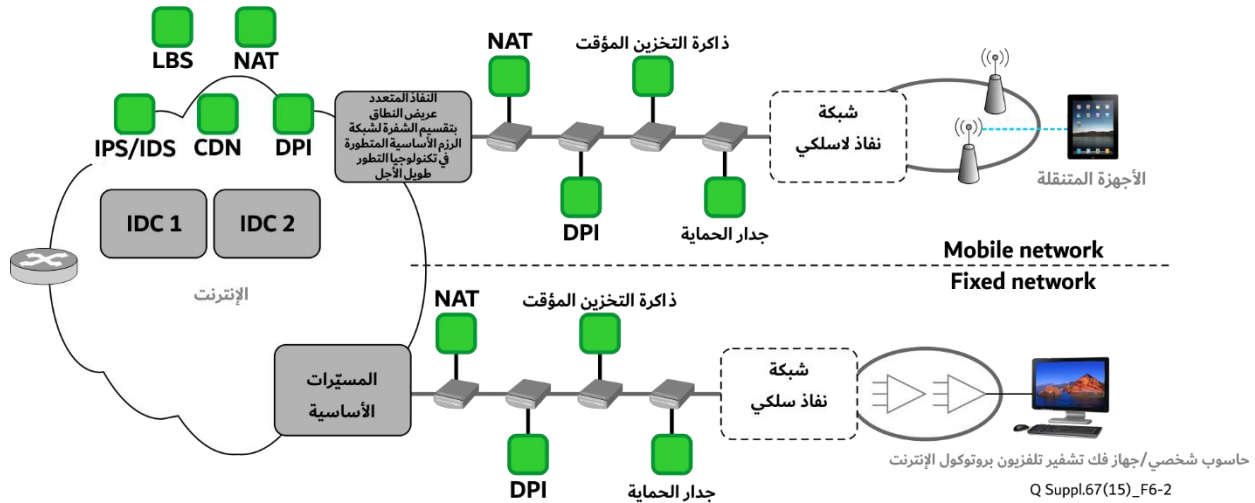 LBS
NAT
IPS/IDS
CDN
DPI
النفاذ المتعدد
عريض النطاق
بتقسيم الشفرة لشبكة
الرزم الأساسية المتطورة
في تكنولوجيا التطور
طويل الأجل
NAT
ذاكرة التخزين المؤقت
DPI
جدار الحماية
شبكة
نفاذ لاسلكي
الأجهزة المتنقلة
IDC 1
IDC 2
الإنترنت
Mobile network
Fixed network
المسيّرات
الأساسية
NAT
ذاكرة التخزين المؤقت
DPI
جدار الحماية
شبكة
نفاذ سلكي
حاسوب شخصي/جهاز فك تشفير تلفزيون بروتوكول الإنترنت
Q Suppl.67(15)_F6-2